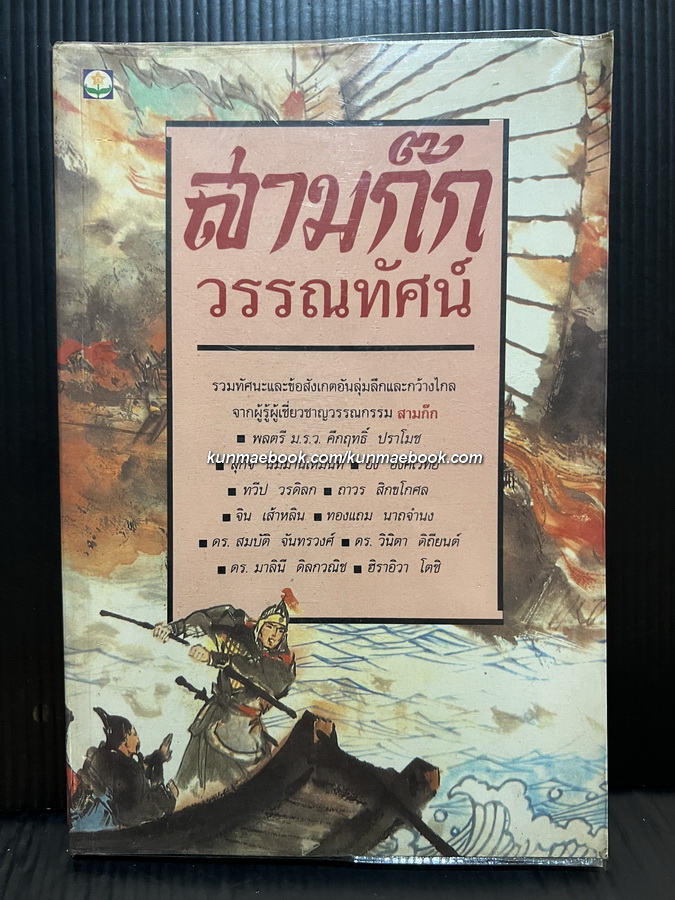 สามก๊ก
วรรณทัศน์
รวมทัศนะและข้อสังเกตอันลุ่มลึกและกว้างไกล
จากผู้รู้ผู้เชี่ยวชาญวรรณกรรม สามก๊ก
■ พลตรี ม.ร.ว. คึกฤทธิ์ ปราโมช
kunmaebook.com/kunmaebook.com
■ ทวีป วรดิลก ■ ถาวร สิกขโกศล
■ จิน เส้าหลิน ■ ทองแถม นาถจำนง
■ ดร. สมบัติ จันทรวงศ์ ■ ดร. วินิตา ดิถียนต์
■ ดร. มาลินี ดิลกวณิช ■ ฮิราอิวา โตชิ